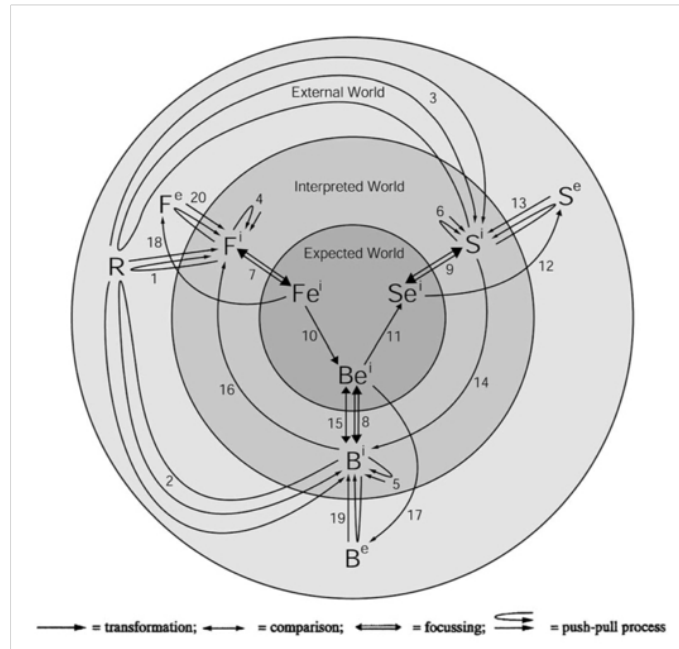 External World
3
Interpreted World
F^e
20
4
6
13
S^e
18
F^i
S^i
Expected World
R
1
7
9
12
Fe^i
Se^i
10
11
Be^i
16
14
15
8
B^i
2
5
19
17
B^e
= transformation; = comparison; = focussing; = push-pull process